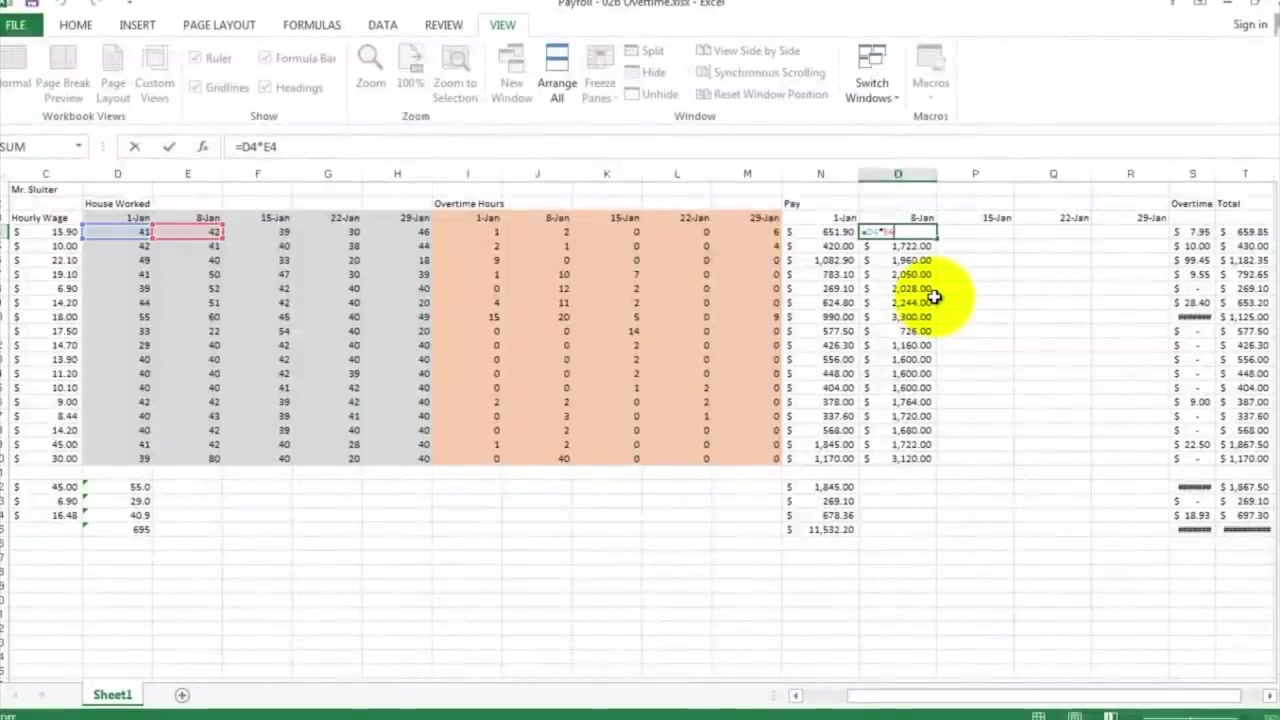 Payroll - 02B Overtime.xlsx - Excel
FILE HOME INSERT PAGE LAYOUT FORMULAS DATA REVIEW VIEW Sign in
Ruler Formula Bar Split View Side by Side
Page Break Page Custom Zoom 100% Zoom to New Arrange Freeze Hide Synchronous Scrolling Switch Macros
Preview Layout Views Gridlines Headings Selection Window All Panes Unhide Reset Window Position Windows
Workbook Views Show Zoom Window Macros
SUM =D4*E4
C D E F G H I J K L M N O P Q R S T
Mr. Sluiter
House Worked Overtime Hours Pay
Hourly Wage 1-Jan 8-Jan 15-Jan 22-Jan 29-Jan 1-Jan 8-Jan 15-Jan 22-Jan 29-Jan 1-Jan 8-Jan 15-Jan 22-Jan 29-Jan Overtime Total
$ 15.90 41 42 39 30 46 1 2 0 0 6 $ 651.90 =D4*E4 $ 7.95 $ 659.85
$ 10.00 42 41 40 38 44 2 1 0 0 4 $ 420.00 $ 1,722.00 $ 10.00 $ 430.00
$ 22.10 49 40 33 20 18 9 0 0 0 0 $ 1,082.90 $ 1,960.00 $ 99.45 $ 1,182.35
$ 19.10 41 50 47 30 39 1 10 7 0 0 $ 783.10 $ 2,050.00 $ 9.55 $ 792.65
$ 6.90 39 52 42 40 40 0 12 2 0 0 $ 269.10 $ 2,028.00 $ - $ 269.10
$ 14.20 44 51 42 40 20 4 11 2 0 0 $ 624.80 $ 2,244.00 $ 28.40 $ 653.20
$ 18.00 55 60 45 40 49 15 20 5 0 9 $ 990.00 $ 3,300.00 ####### $ 1,125.00
$ 17.50 33 22 54 40 20 0 0 14 0 0 $ 577.50 $ 726.00 $ - $ 577.50
$ 14.70 29 40 42 40 40 0 0 2 0 0 $ 426.30 $ 1,160.00 $ - $ 426.30
$ 13.90 40 40 42 40 40 0 0 2 0 0 $ 556.00 $ 1,600.00 $ - $ 556.00
$ 11.20 40 40 42 39 40 0 0 2 0 0 $ 448.00 $ 1,600.00 $ - $ 448.00
$ 10.10 40 40 41 42 40 0 0 1 2 0 $ 404.00 $ 1,600.00 $ - $ 404.00
$ 9.00 42 42 39 42 40 2 2 0 2 0 $ 378.00 $ 1,764.00 $ 9.00 $ 387.00
$ 8.44 40 43 39 41 40 0 3 0 1 0 $ 337.60 $ 1,720.00 $ - $ 337.60
$ 14.20 40 42 39 40 40 0 2 0 0 0 $ 568.00 $ 1,680.00 $ - $ 568.00
$ 45.00 41 42 40 28 40 1 2 0 0 0 $ 1,845.00 $ 1,722.00 $ 22.50 $ 1,867.50
$ 30.00 39 80 40 20 40 0 40 0 0 0 $ 1,170.00 $ 3,120.00 $ - $ 1,170.00
$ 45.00 55.0 $ 1,845.00 ####### $ 1,867.50
$ 6.90 29.0 $ 269.10 $ - $ 269.10
$ 16.48 40.9 $ 678.36 $ 18.93 $ 697.30
695 $ 11,532.20
Sheet1